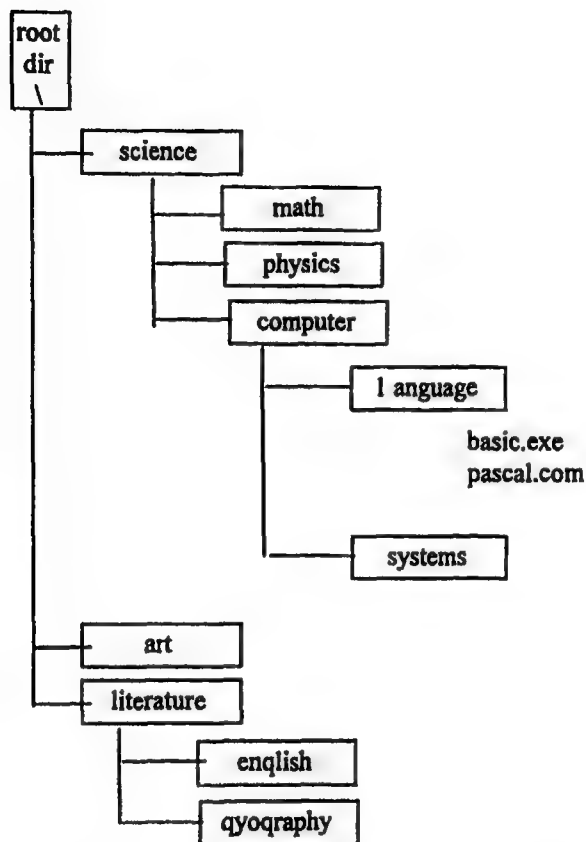 root
dir
\
science
math
physics
computer
l anguage
basic.exe
pascal.com
systems
art
literature
enqlish
qyoqraphy